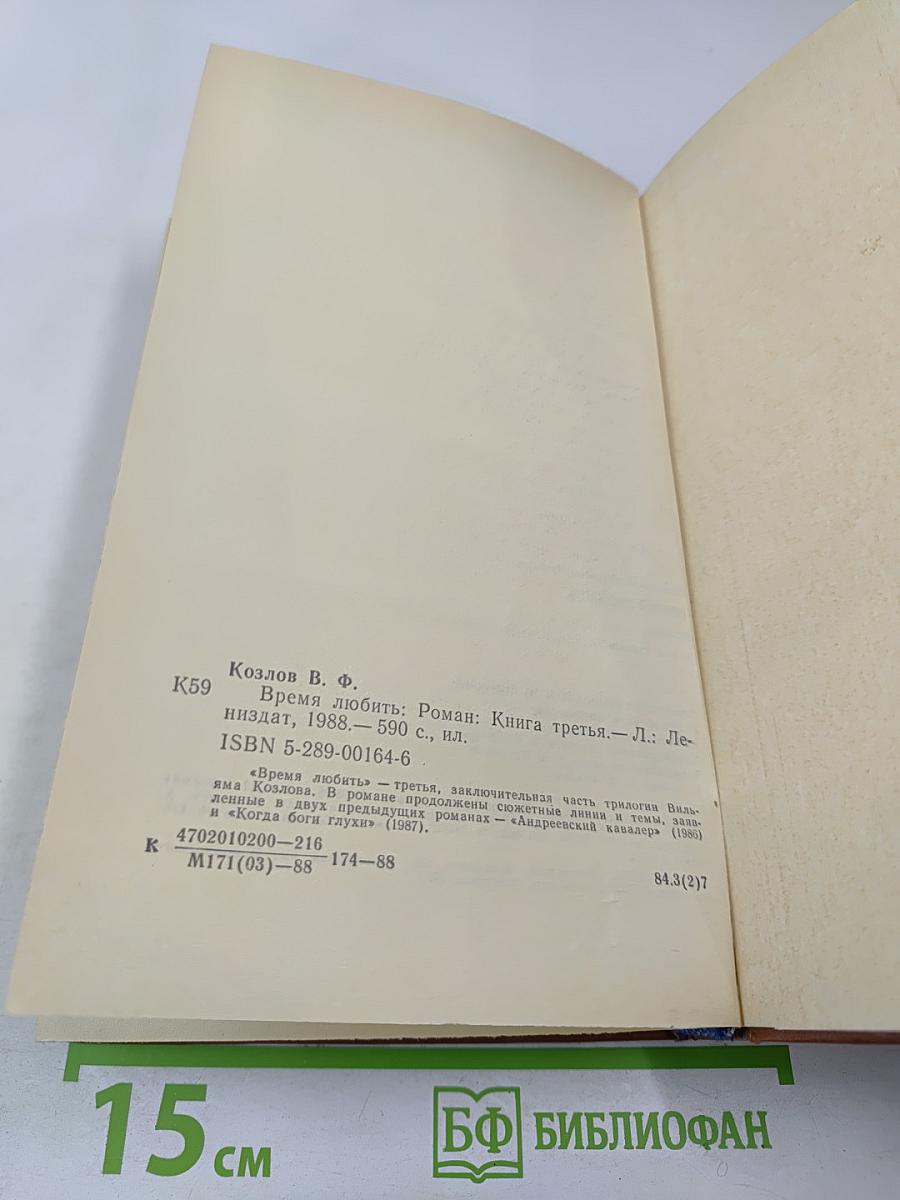 Козлов В. Ф.
К59
Время любить: Роман: Книга третья.— Л.: Ле-
низдат, 1988.— 590 с., ил.
ISBN 5-289-00164-6
«Время любить» — третья, заключительная часть трилогии Виль-
яма Козлова. В романе продолжены сюжетные линии и темы, заяв-
ленные в двух предыдущих романах — «Андреевский кавалер» (1986)
и «Когда боги глухи» (1987).
К 4702010200—216
М171(03)—88 174—88
84.3(2)7
15 см
БФ БИБЛИОФАН